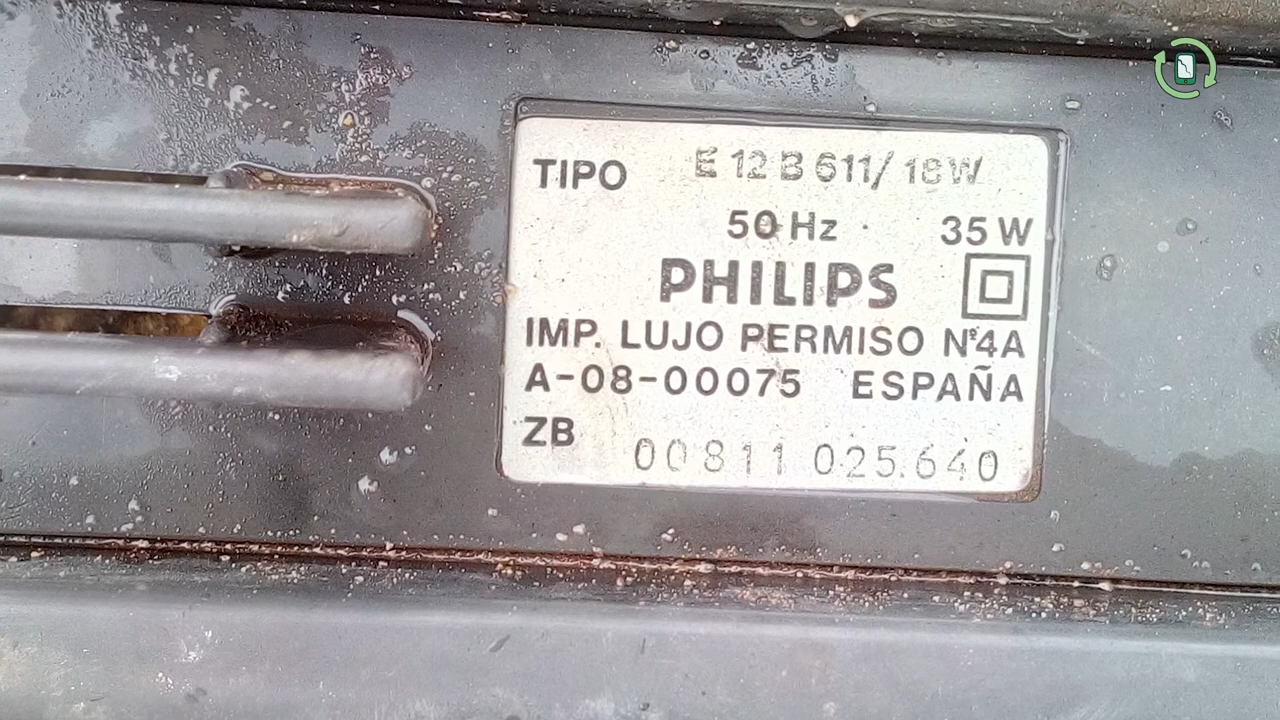 TIPO E 12 B 611/ 18W
50 Hz 35 W
PHILIPS
IMP. LUJO PERMISO Nº4A
A-08-00075 ESPAÑA
ZB 00811 025.640